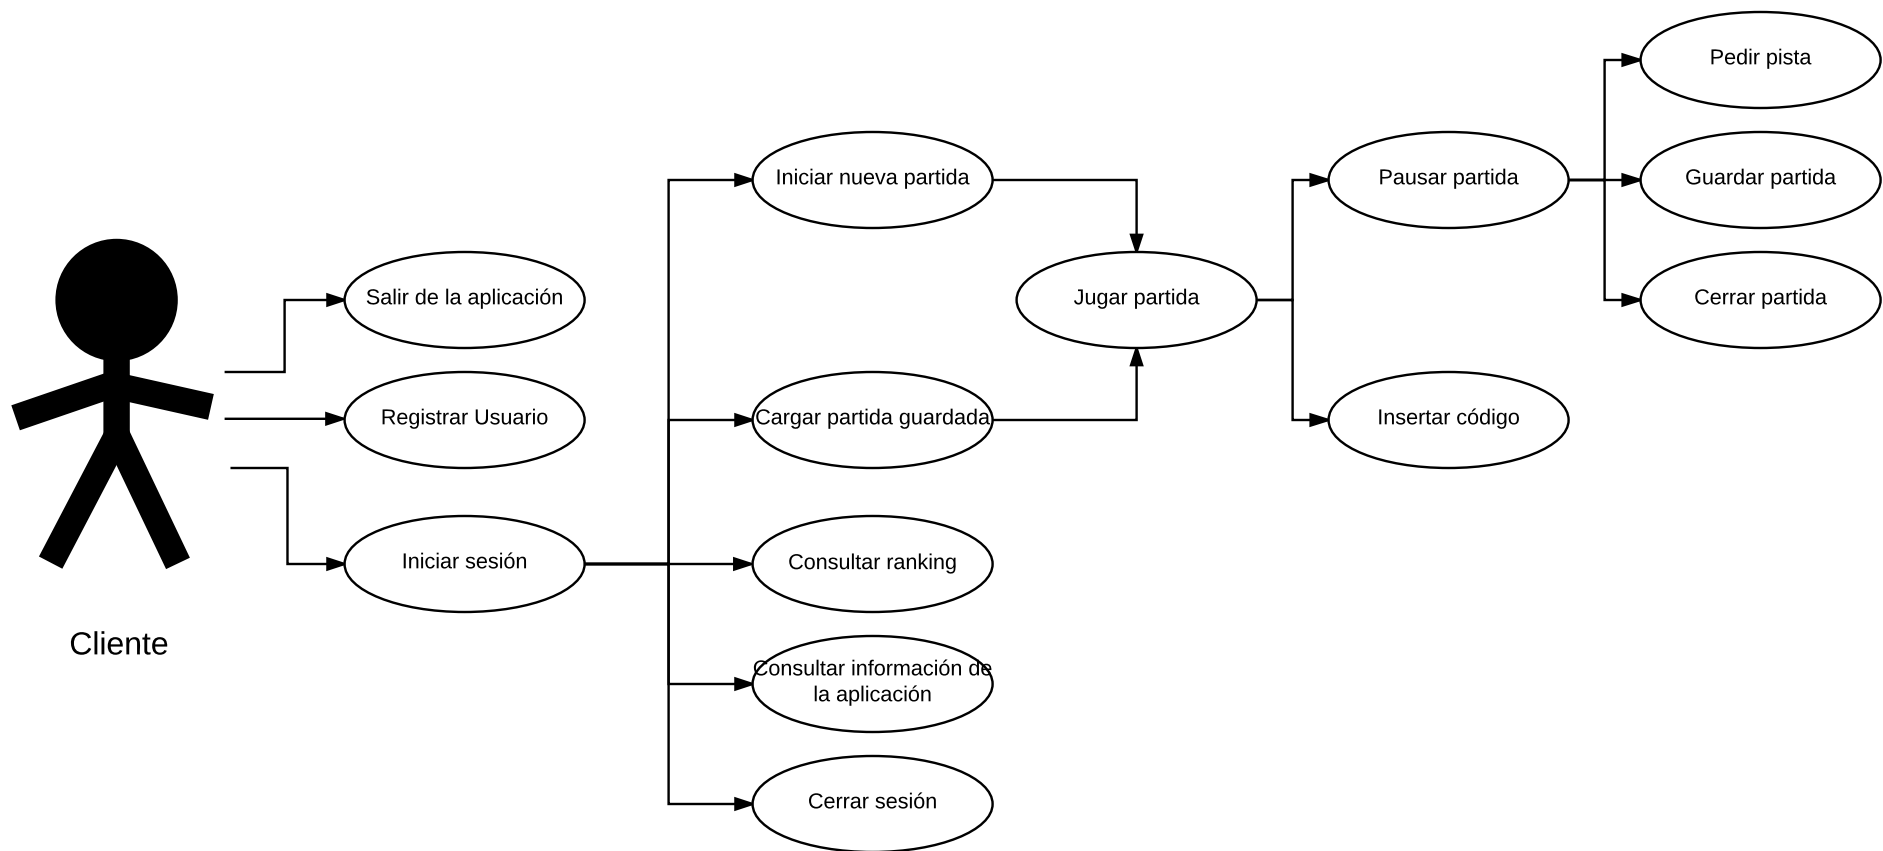 Pedir pista
Iniciar nueva partida
Pausar partida
Guardar partida
Salir de la aplicación
Jugar partida
Cerrar partida
Registrar Usuario
Cargar partida guardada
Insertar código
Iniciar sesión
Consultar ranking
Cliente
Consultar información de
la aplicación
Cerrar sesión